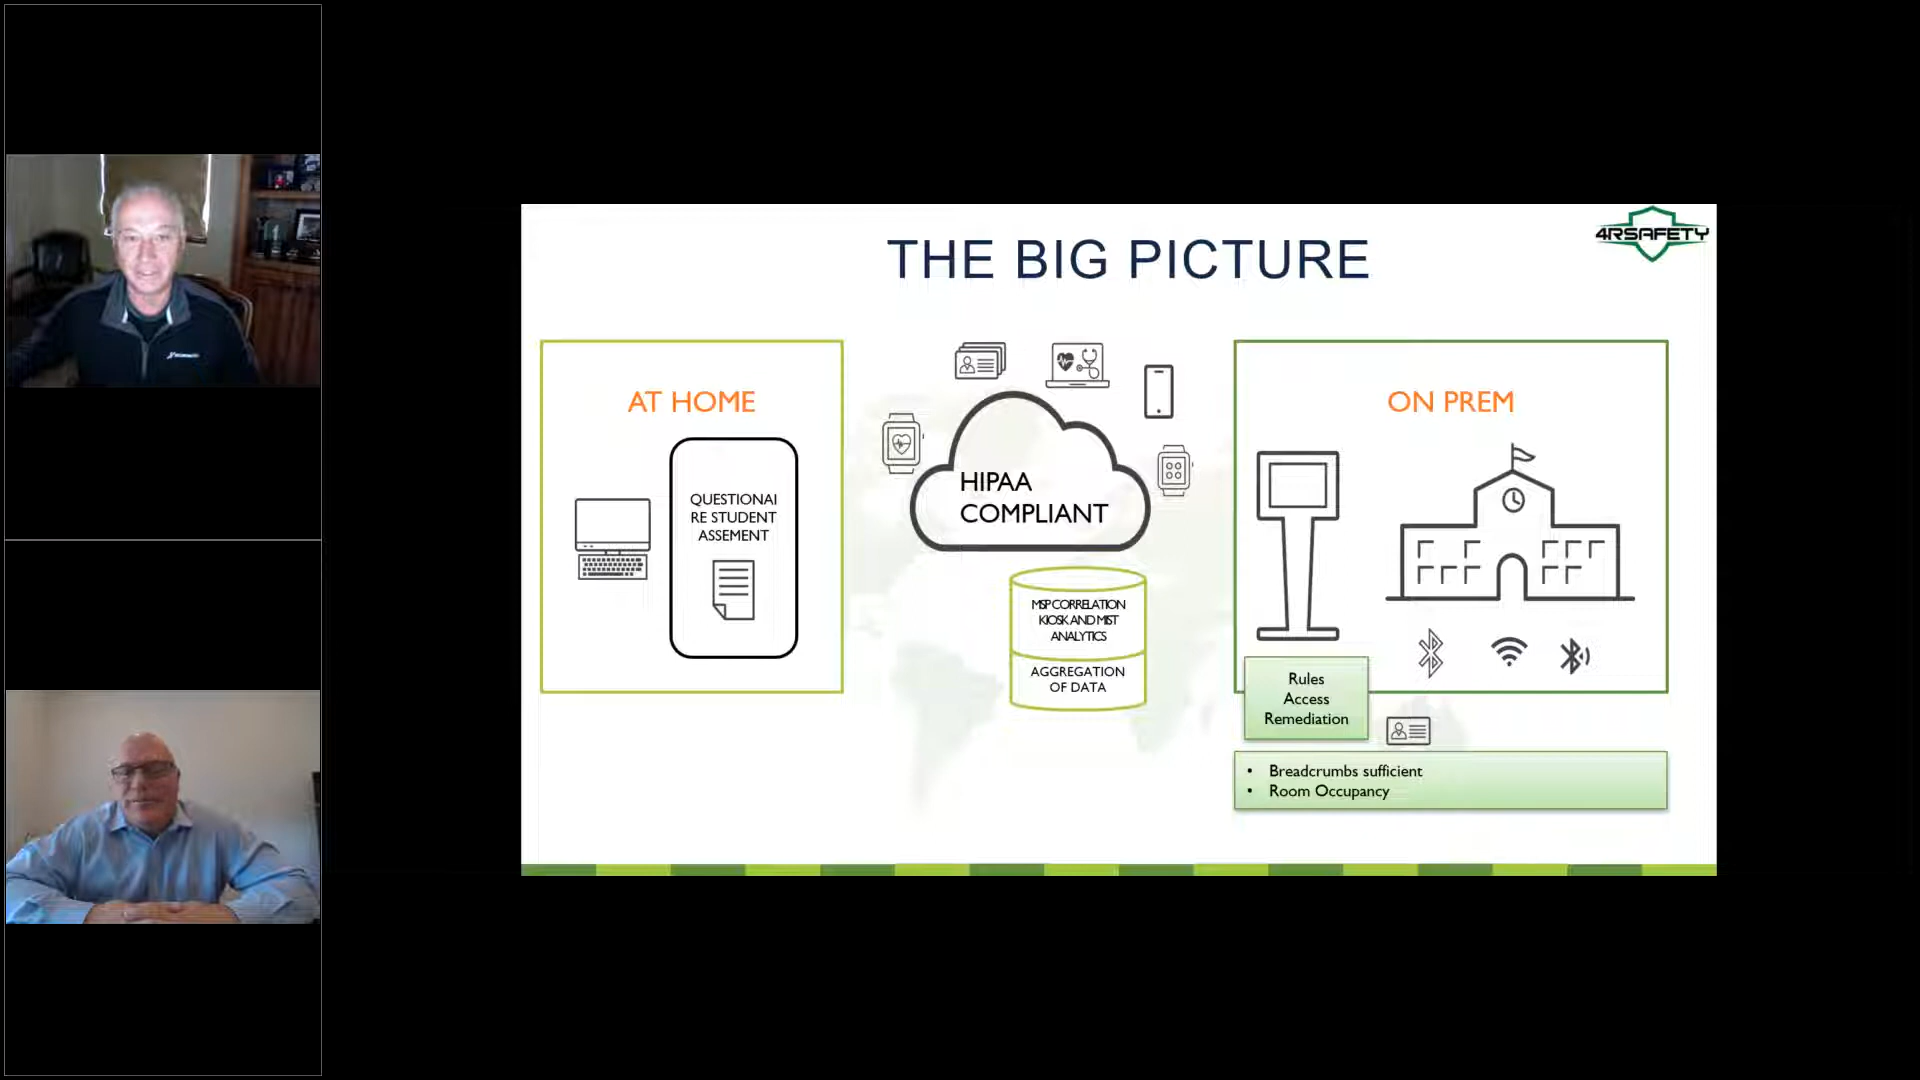 4RSAFETY
THE BIG PICTURE
AT HOME
QUESTIONAI
RE STUDENT
ASSEMENT
HIPAA
COMPLIANT
MSP CORRELATION
KIOSK AND MIST
ANALYTICS
AGGREGATION
OF DATA
ON PREM
Rules
Access
Remediation
• Breadcrumbs sufficient
• Room Occupancy